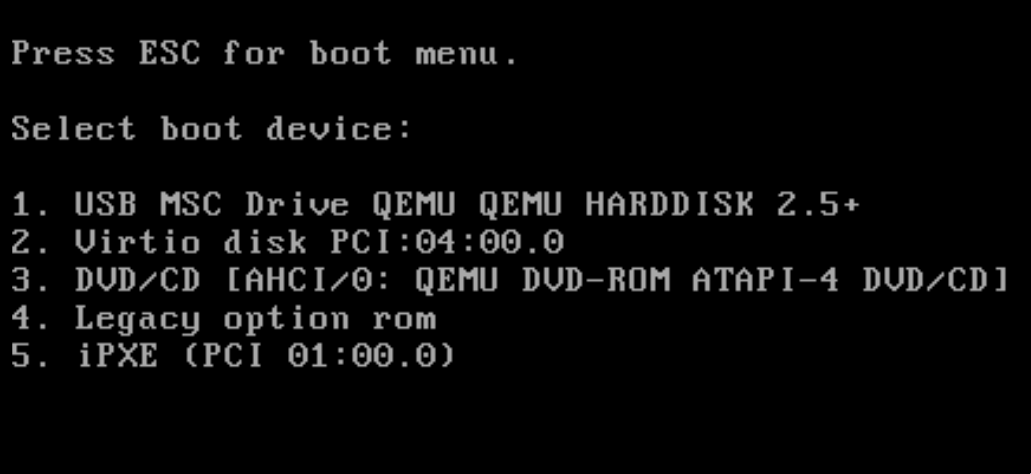 Press ESC for boot menu.
Select boot device:
1. USB MSC Drive QEMU QEMU HARDDISK 2.5+
2. Virtio disk PCI:04:00.0
3. DVD/CD [AHCI/0: QEMU DVD-ROM ATAPI-4 DVD/CD]
4. Legacy option rom
5. iPXE (PCI 01:00.0)